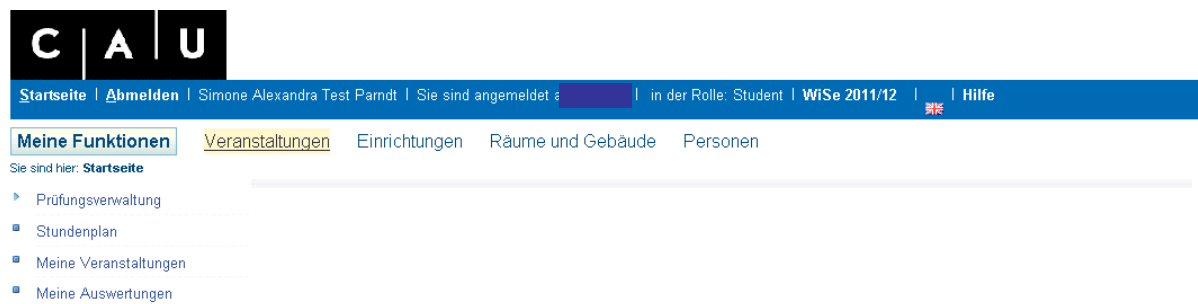 C | A | U
Startseite | Abmelden | Simone Alexandra Test Parndt | Sie sind angemeldet a | in der Rolle: Student | WiSe 2011/12 | | Hilfe
Meine Funktionen Veranstaltungen Einrichtungen Räume und Gebäude Personen
Sie sind hier: Startseite
Prüfungsverwaltung
Stundenplan
Meine Veranstaltungen
Meine Auswertungen